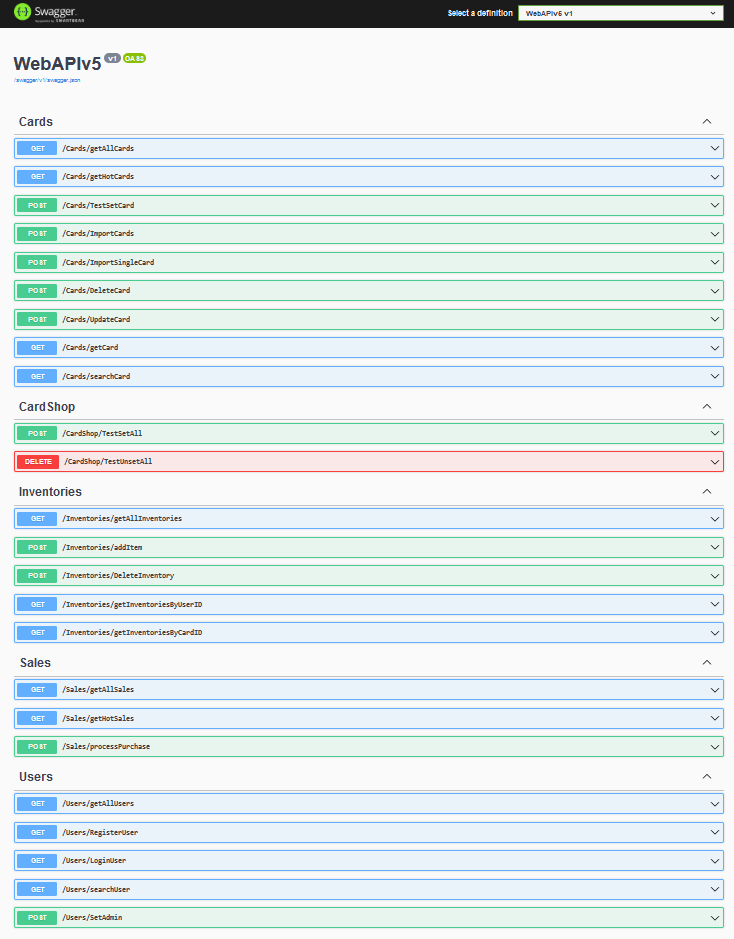 Swagger.
Supported by SMARTBEAR
Select a definition
WebAPIv5 v1
WebAPIv5 v1 OAS3
/swagger/v1/swagger.json
Cards
GET /Cards/getAllCards
GET /Cards/getHotCards
POST /Cards/TestSetCard
POST /Cards/ImportCards
POST /Cards/ImportSingleCard
POST /Cards/DeleteCard
POST /Cards/UpdateCard
GET /Cards/getCard
GET /Cards/searchCard
CardShop
POST /CardShop/TestSetAll
DELETE /CardShop/TestUnsetAll
Inventories
GET /Inventories/getAllInventories
POST /Inventories/addItem
POST /Inventories/DeleteInventory
GET /Inventories/getInventoriesByUserID
GET /Inventories/getInventoriesByCardID
Sales
GET /Sales/getAllSales
GET /Sales/getHotSales
POST /Sales/processPurchase
Users
GET /Users/getAllUsers
GET /Users/RegisterUser
GET /Users/LoginUser
GET /Users/searchUser
POST /Users/SetAdmin